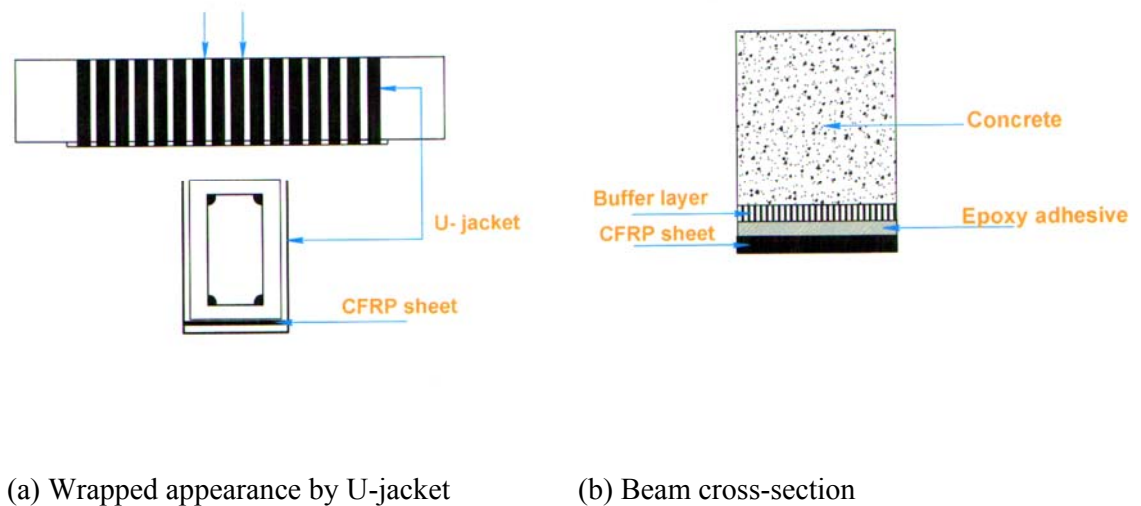 U- jacket
CFRP sheet
Concrete
Buffer layer
Epoxy adhesive
CFRP sheet
(a) Wrapped appearance by U-jacket
(b) Beam cross-section